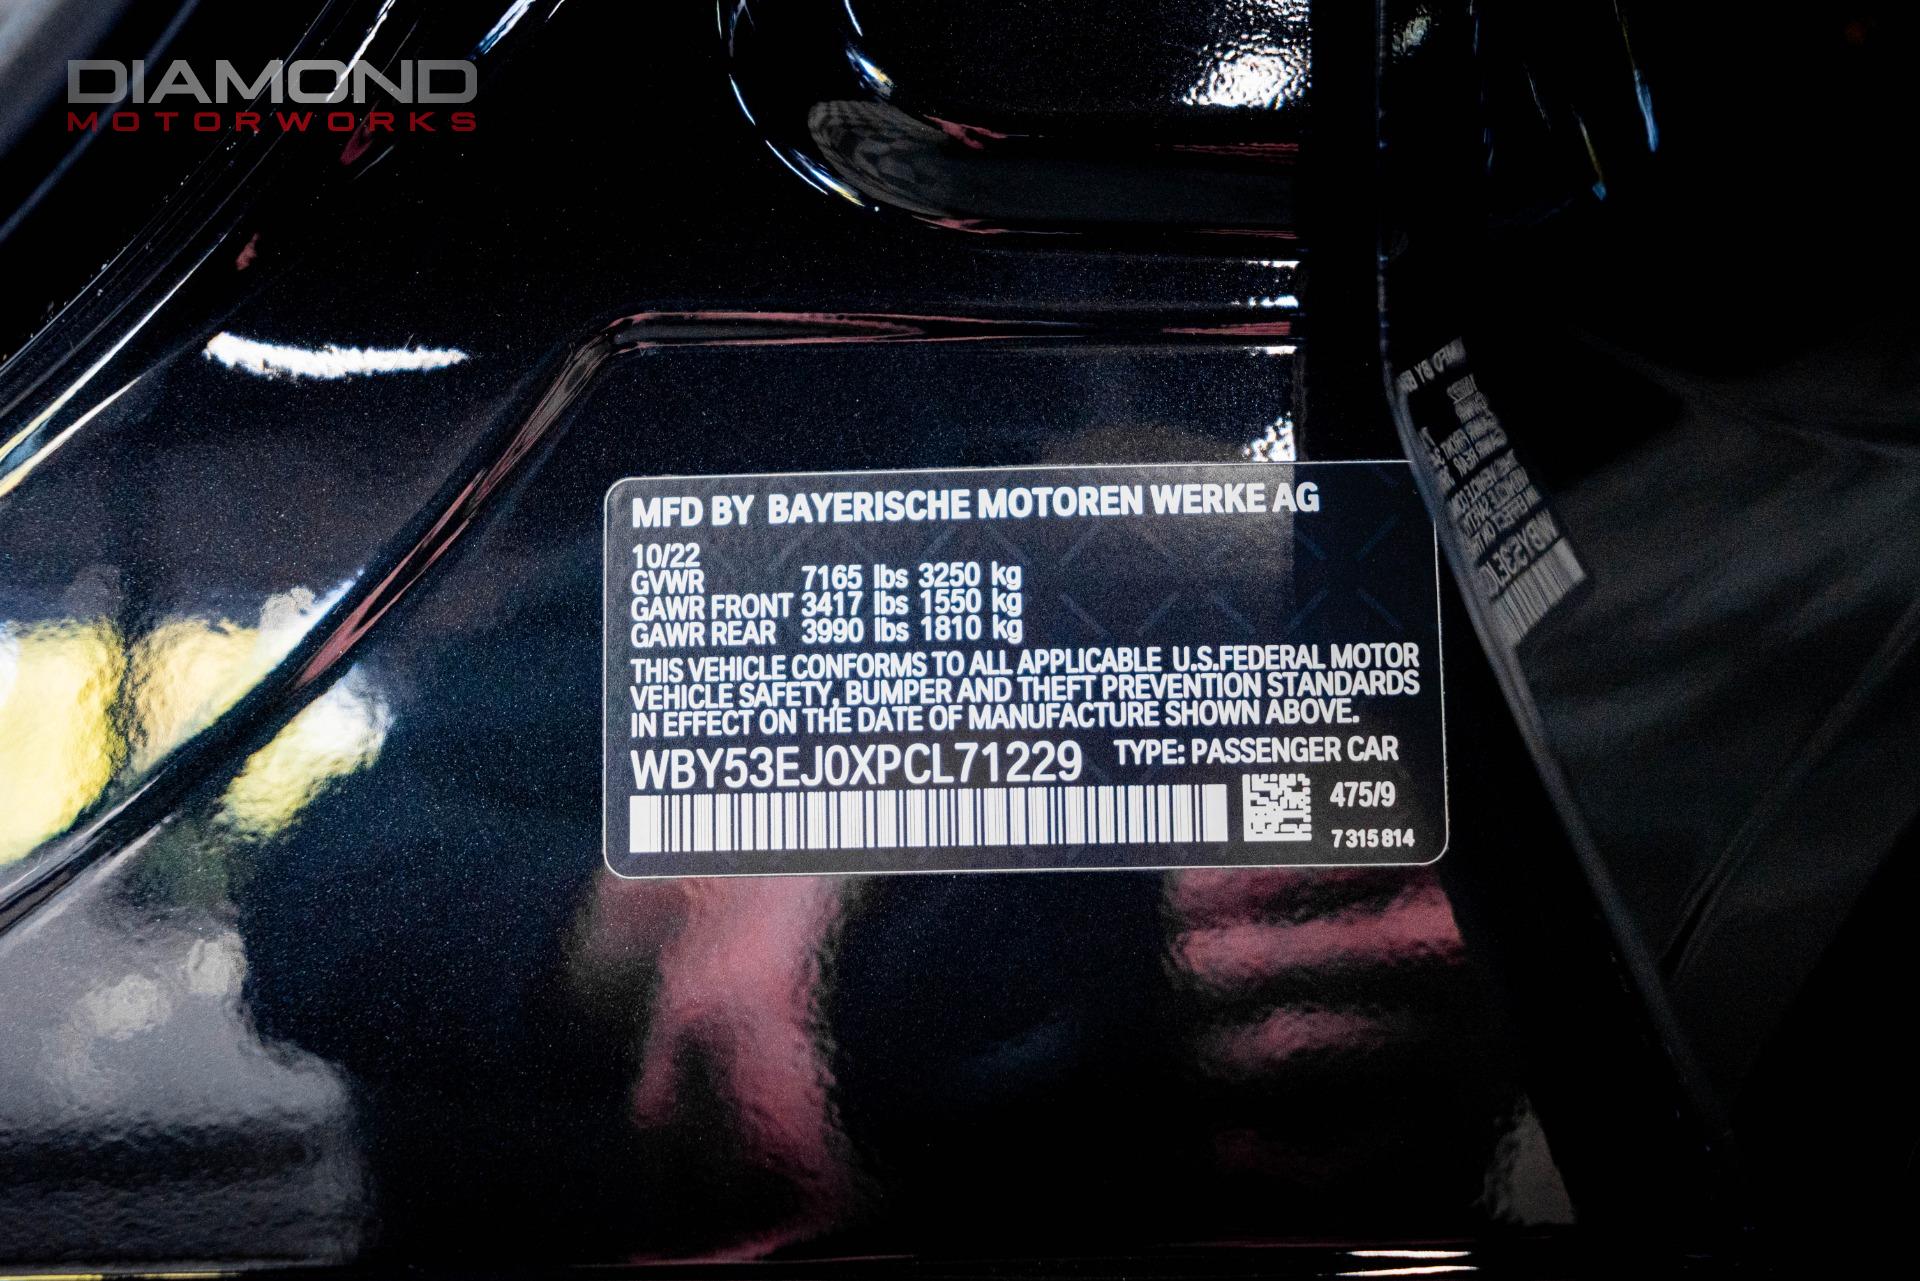 DIAMOND
MOTORWORKS
MFD BY BAYERISCHE MOTOREN WERKE AG
10/22
GVWR 7165 lbs 3250 kg
GAWR FRONT 3417 lbs 1550 kg
GAWR REAR 3990 lbs 1810 kg
THIS VEHICLE CONFORMS TO ALL APPLICABLE U.S.FEDERAL MOTOR
VEHICLE SAFETY, BUMPER AND THEFT PREVENTION STANDARDS
IN EFFECT ON THE DATE OF MANUFACTURE SHOWN ABOVE.
WBY53EJ0XPCL71229 TYPE: PASSENGER CAR
475/9
7 315 814